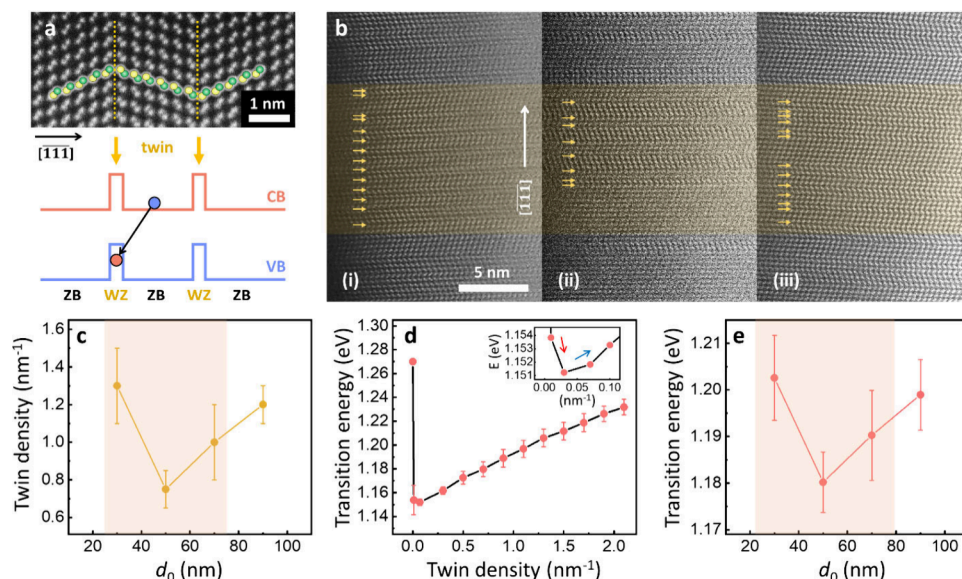 a
1 nm
[111]
twin
CB
VB
ZB WZ ZB WZ ZB
b
[111]
(i) (ii) (iii)
5 nm
c
Twin density (nm⁻¹)
1.6
1.4
1.2
1.0
0.8
0.6
20 40 60 80 100
d₀ (nm)
d
Transition energy (eV)
1.30
1.28
1.26
1.24
1.22
1.20
1.18
1.16
1.14
0.0 0.5 1.0 1.5 2.0
Twin density (nm⁻¹)
E (eV)
1.154
1.153
1.152
1.151
0.01 0.05 0.10
(nm⁻¹)
e
Transition energy (eV)
1.21
1.20
1.19
1.18
1.17
20 40 60 80 100
d₀ (nm)